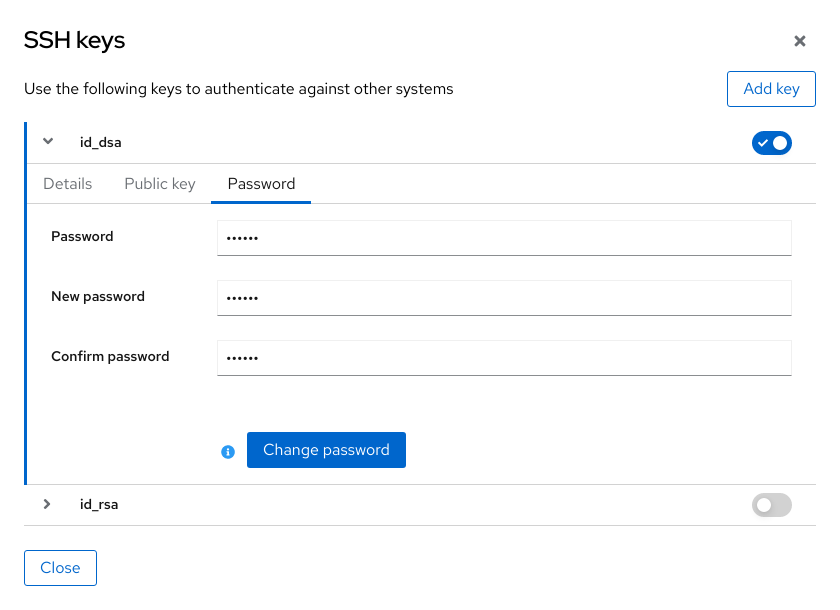 SSH keys
Use the following keys to authenticate against other systems
Add key
id_dsa
Details Public key Password
Password ••••••
New password ••••••
Confirm password ••••••
Change password
id_rsa
Close